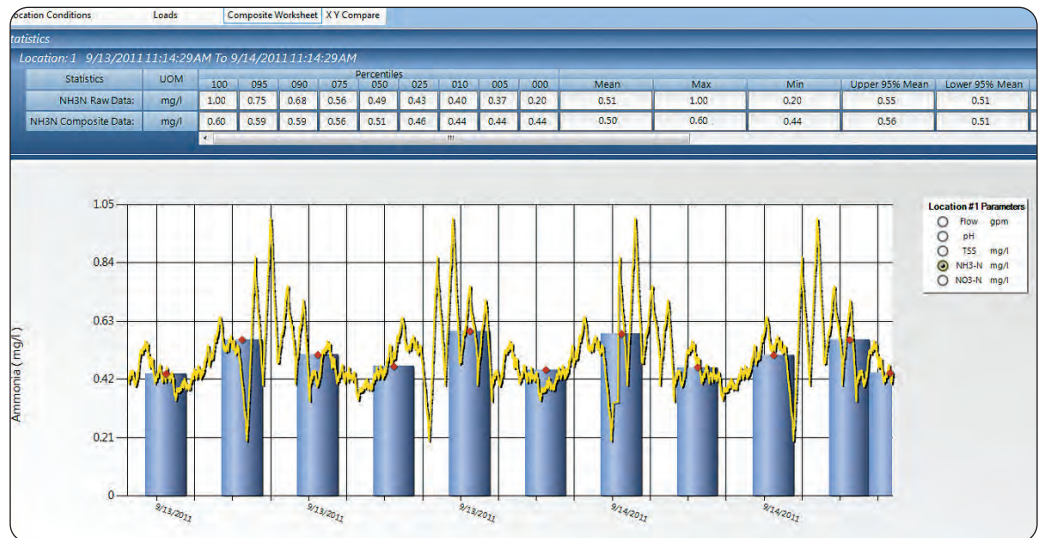 ocation Conditions Loads Composite Worksheet X Y Compare
tatistics
Location: 1 9/13/2011 11:14:29AM To 9/14/2011 11:14:29AM
Statistics UOM Percentiles Mean Max Min Upper 95% Mean Lower 95% Mean
100 095 090 075 050 025 010 005 000
NH3N Raw Data: mg/l 1.00 0.75 0.68 0.56 0.49 0.43 0.40 0.37 0.20 0.51 1.00 0.20 0.55 0.51
NH3N Composite Data: mg/l 0.60 0.59 0.59 0.56 0.51 0.46 0.44 0.44 0.44 0.50 0.60 0.44 0.56 0.51
Ammonia (mg/l)
1.05
0.84
0.63
0.42
0.21
0
9/13/2011 9/13/2011 9/13/2011 9/14/2011 9/14/2011
Location #1 Parameters
Flow gpm
pH
TSS mg/l
NH3-N mg/l
NO3-N mg/l